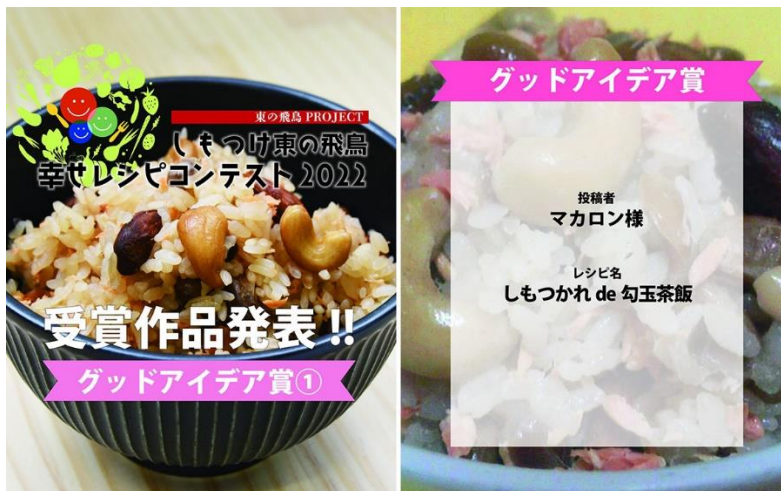 東の飛鳥 PROJECT
しもつけ東の飛鳥
幸せレシピコンテスト 2022
受賞作品発表!!
グッドアイデア賞①
グッドアイデア賞
投稿者
マカロン様
レシピ名
しもつかれ de 勾玉茶飯